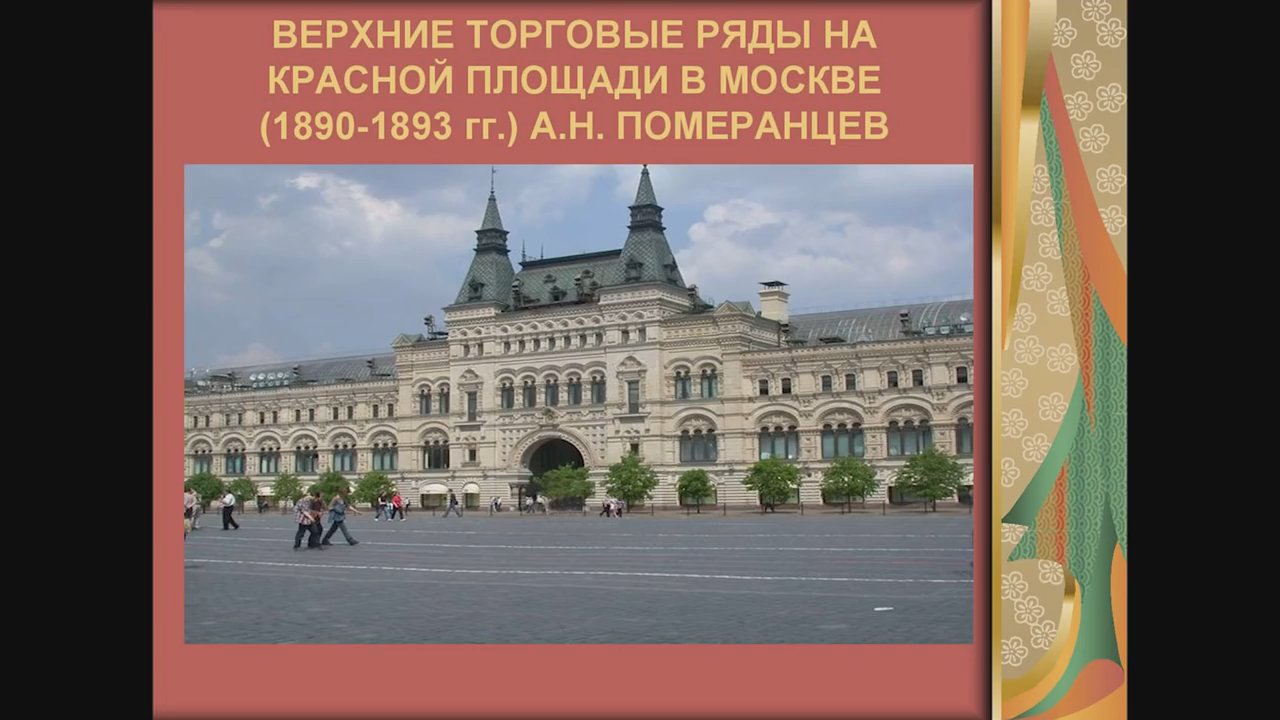 ВЕРХНИЕ ТОРГОВЫЕ РЯДЫ НА
КРАСНОЙ ПЛОЩАДИ В МОСКВЕ
(1890-1893 гг.) А.Н. ПОМЕРАНЦЕВ